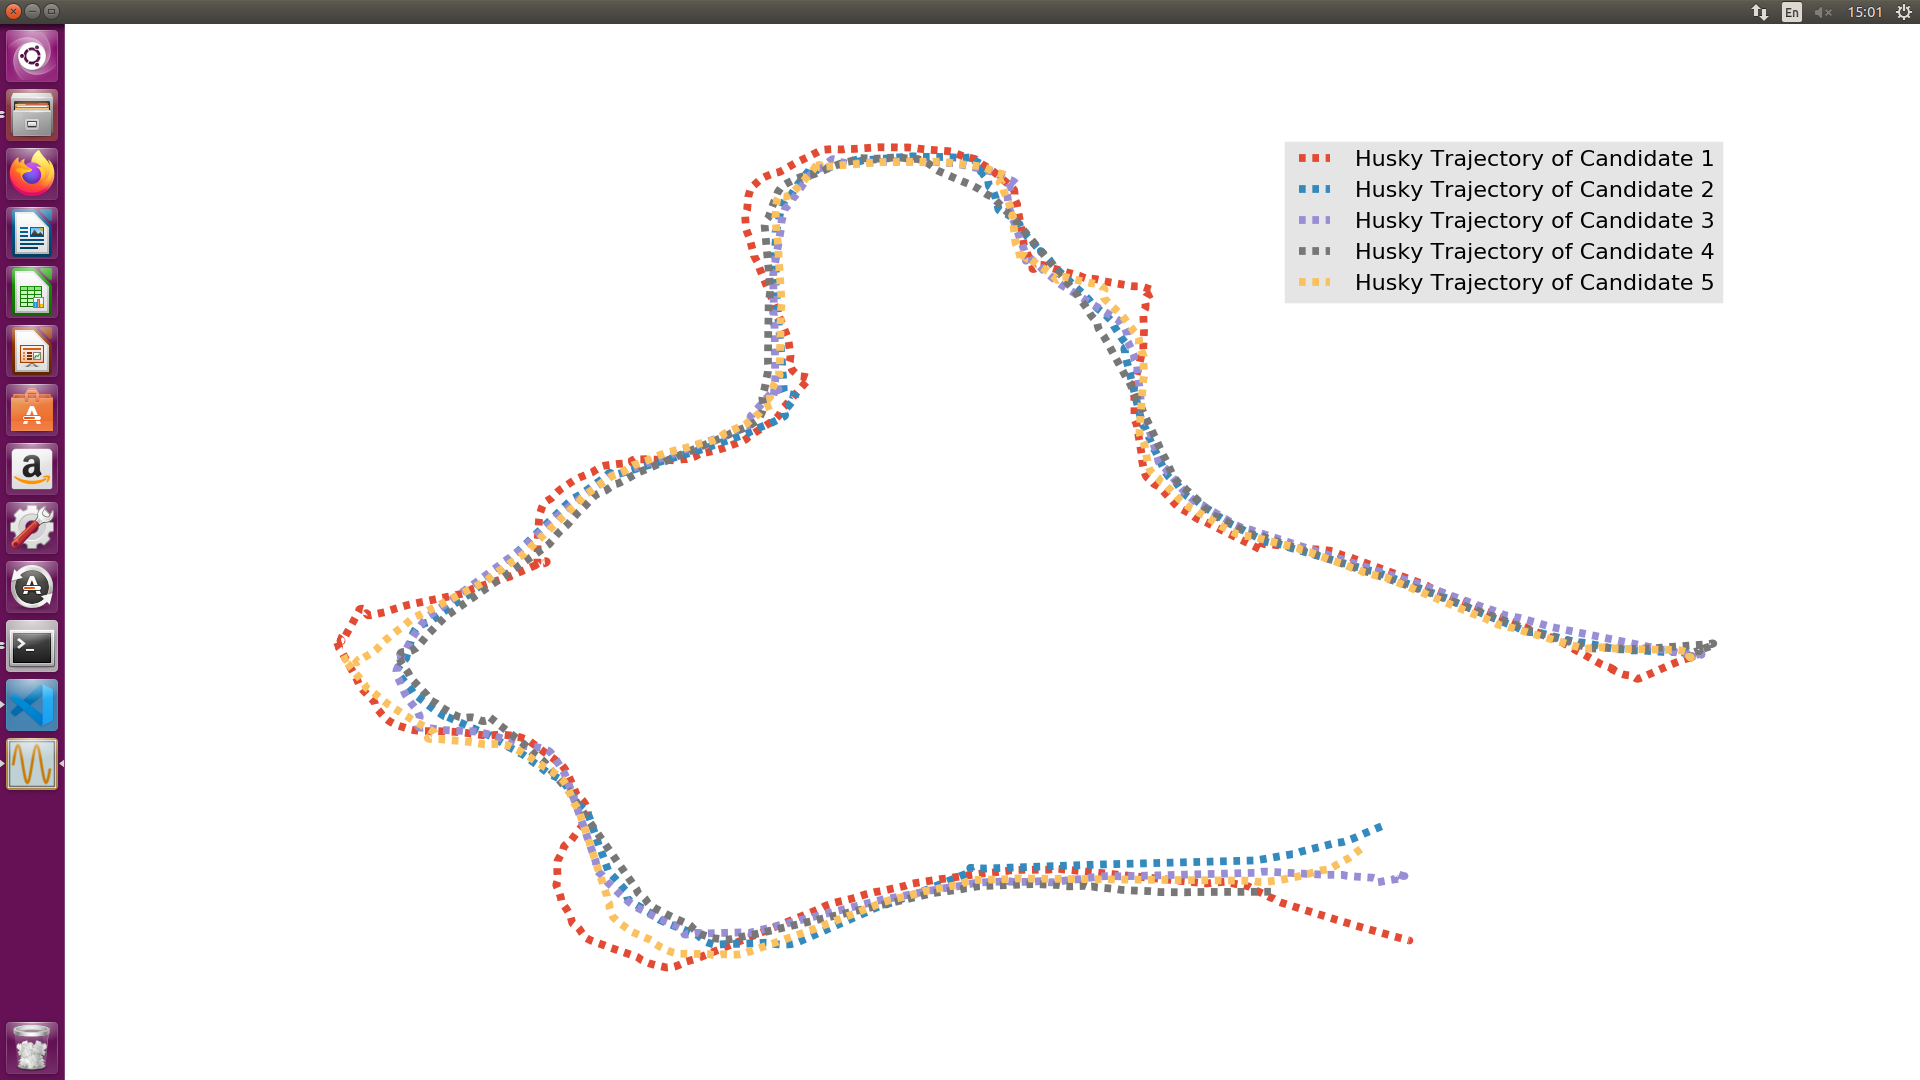 En
15:01
Husky Trajectory of Candidate 1
Husky Trajectory of Candidate 2
Husky Trajectory of Candidate 3
Husky Trajectory of Candidate 4
Husky Trajectory of Candidate 5